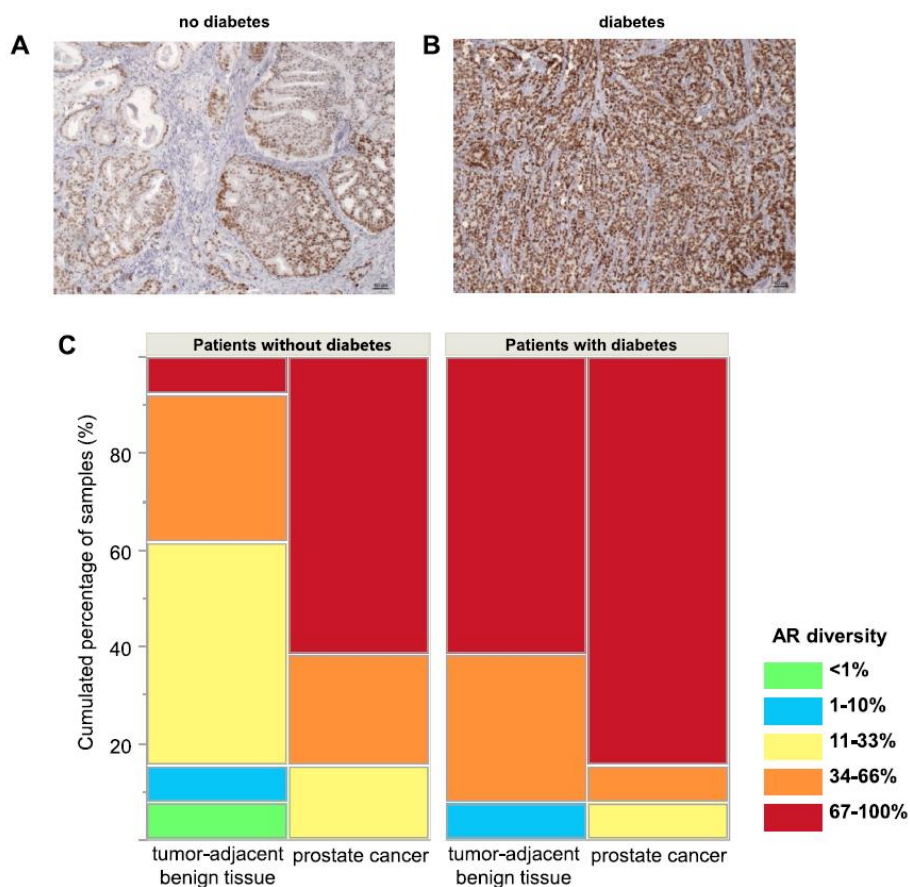 no diabetes
diabetes
A
B
C
Patients without diabetes
Patients with diabetes
Cumulated percentage of samples (%)
80
60
40
20
tumor-adjacent
benign tissue
prostate cancer
tumor-adjacent
benign tissue
prostate cancer
AR diversity
<1%
1-10%
11-33%
34-66%
67-100%